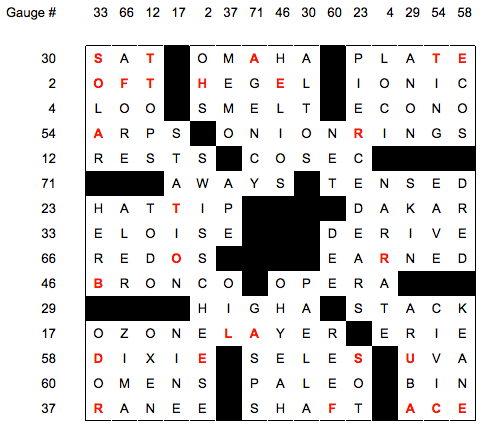 Gauge # 33 66 12 17 2 37 71 46 30 60 23 4 29 54 58
30 S A T O M A H A P L A T E
2 O F T H E G E L I O N I C
4 L O O S M E L T E C O N O
54 A R P S O N I O N R I N G S
12 R E S T S C O S E C
71 A W A Y S T E N S E D
23 H A T T I P D A K A R
33 E L O I S E D E R I V E
66 R E D O S E A R N E D
46 B R O N C O O P E R A
29 H I G H A S T A C K
17 O Z O N E L A Y E R E R I E
58 D I X I E S E L E S U V A
60 O M E N S P A L E O B I N
37 R A N E E S H A F T A C E